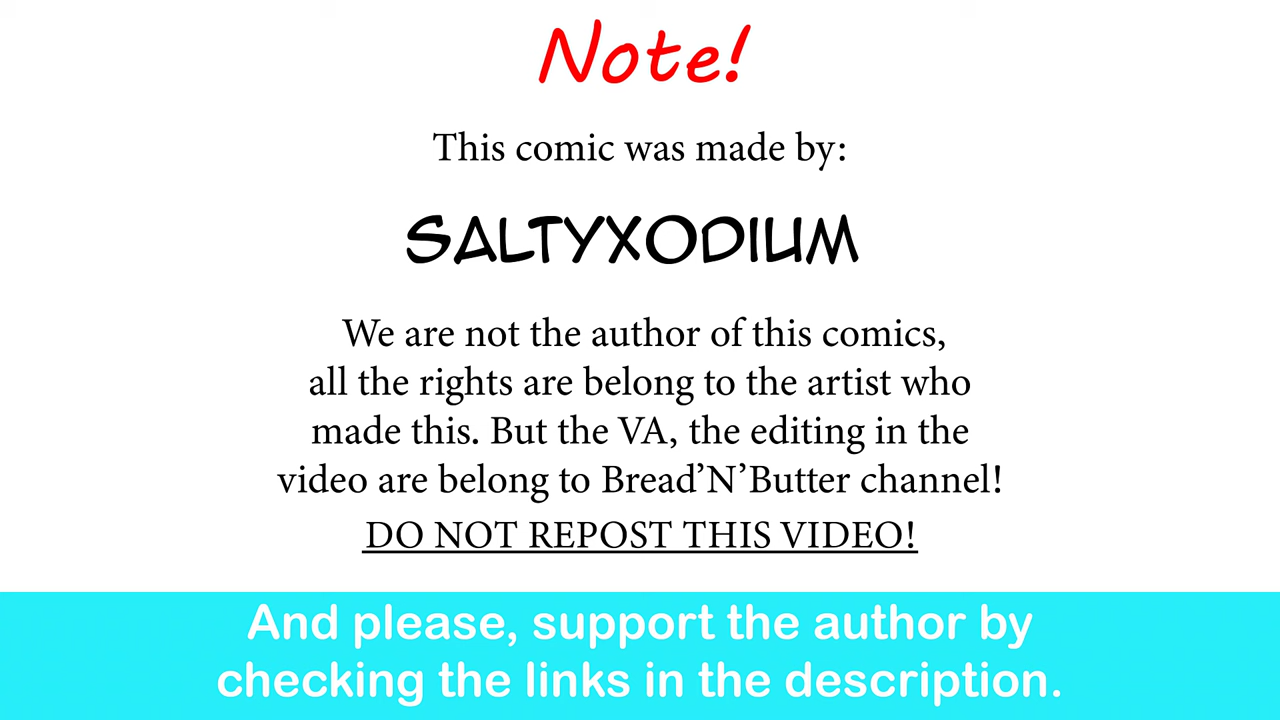 Note!
This comic was made by:
SALTYXODIUM
We are not the author of this comics,
all the rights are belong to the artist who
made this. But the VA, the editing in the
video are belong to Bread’N’Butter channel!
DO NOT REPOST THIS VIDEO!
And please, support the author by
checking the links in the description.